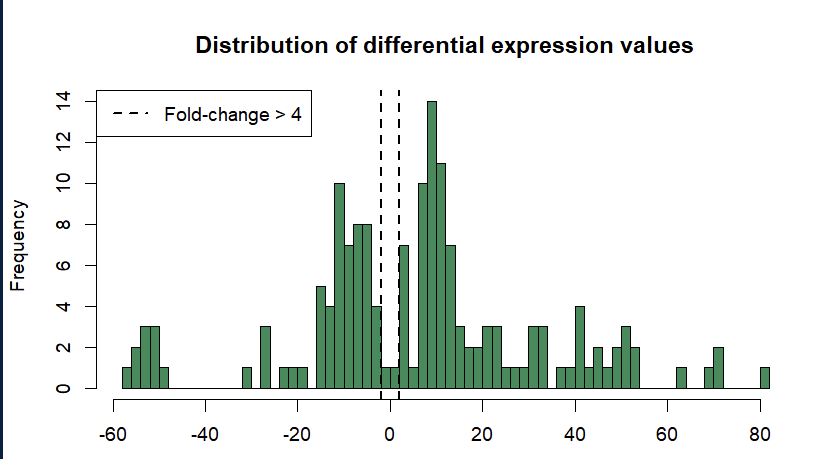 Distribution of differential expression values
Fold-change > 4
Frequency
14
12
10
8
6
4
2
0
-60 -40 -20 0 20 40 60 80